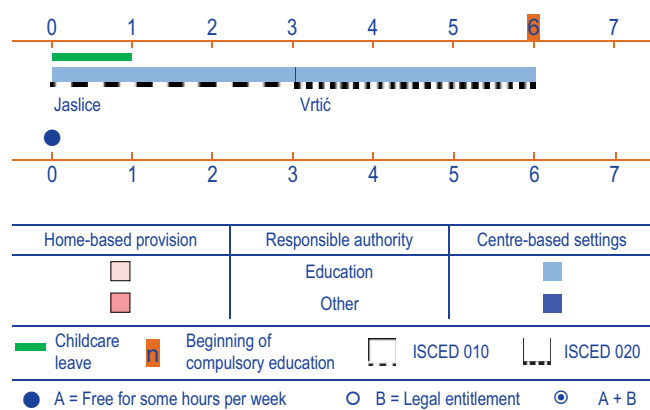 0 1 2 3 4 5 6 7
Jaslice Vrtić
0 1 2 3 4 5 6 7
Home-based provision Responsible authority Centre-based settings
Education
Other
Childcare leave n Beginning of compulsory education ISCED 010 ISCED 020
A = Free for some hours per week B = Legal entitlement A + B